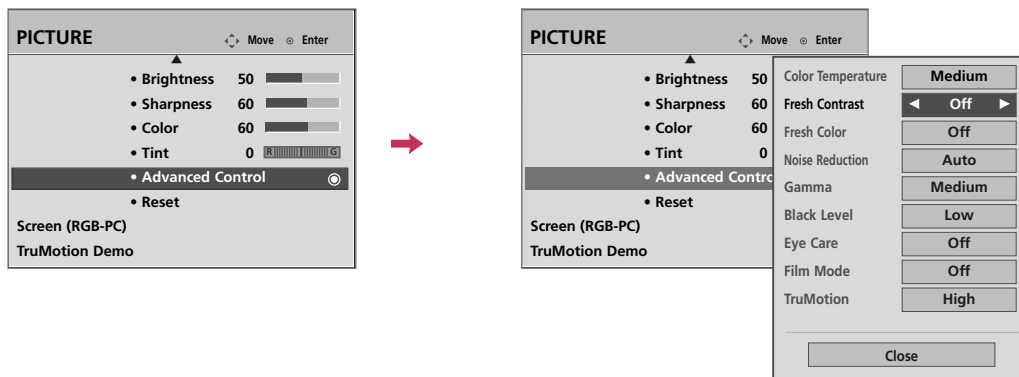 PICTURE
Move Enter
• Brightness 50
• Sharpness 60
• Color 60
• Tint 0 R G
• Advanced Control
• Reset
Screen (RGB-PC)
TruMotion Demo
PICTURE
Move Enter
• Brightness 50
• Sharpness 60
• Color 60
• Tint 0
• Advanced Contro
• Reset
Screen (RGB-PC)
TruMotion Demo
Color Temperature Medium
Fresh Contrast ◀ Off ▶
Fresh Color Off
Noise Reduction Auto
Gamma Medium
Black Level Low
Eye Care Off
Film Mode Off
TruMotion High
Close